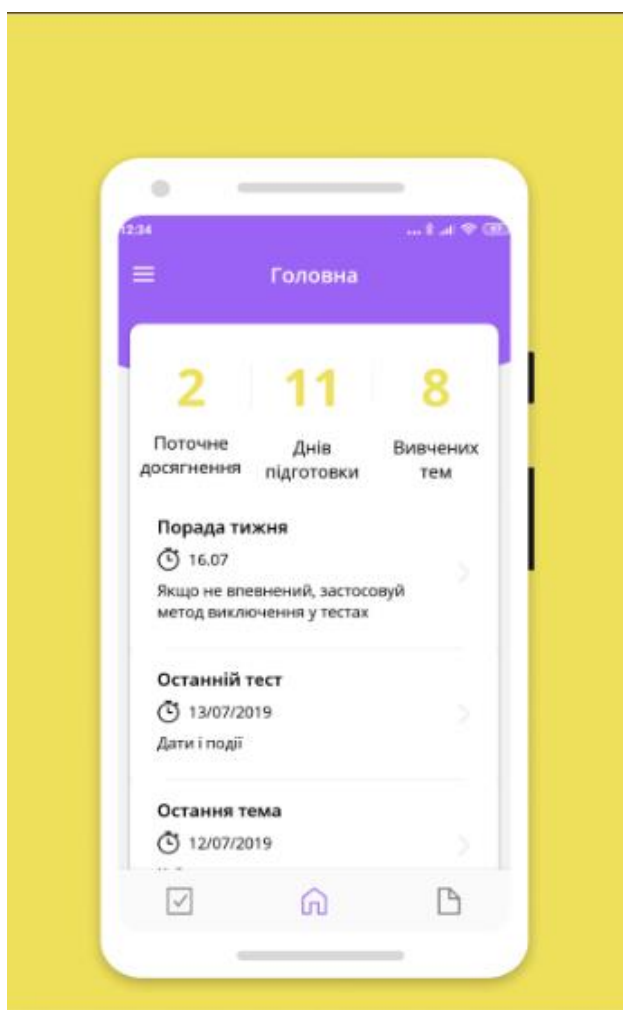 12:34
Головна
2
11
8
Поточне
досягнення
Днів
підготовки
Вивчених
тем
Порада тижня
16.07
Якщо не впевнений, застосовуй
метод виключення у тестах
Останній тест
13/07/2019
Дати і події
Остання тема
12/07/2019